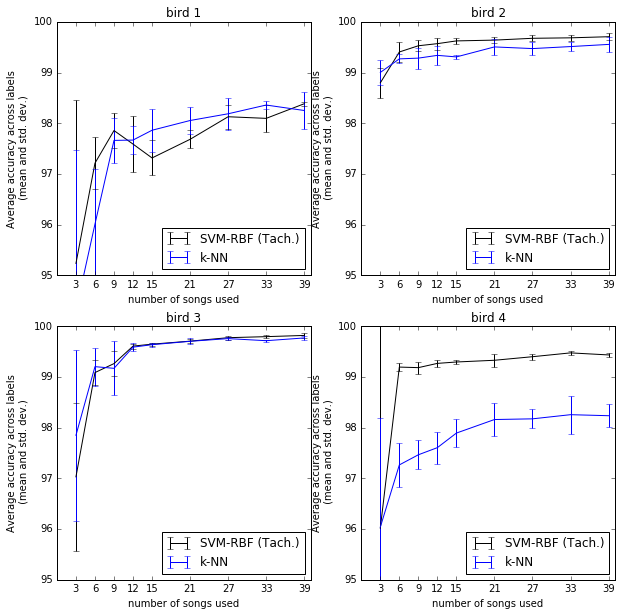 bird 1
100
99
98
97
96
95
Average accuracy across labels
(mean and std. dev.)
SVM-RBF (Tach.)
k-NN
3 6 9 12 15 21 27 33 39
number of songs used
bird 2
100
99
98
97
96
95
Average accuracy across labels
(mean and std. dev.)
SVM-RBF (Tach.)
k-NN
3 6 9 12 15 21 27 33 39
number of songs used
bird 3
100
99
98
97
96
95
Average accuracy across labels
(mean and std. dev.)
SVM-RBF (Tach.)
k-NN
3 6 9 12 15 21 27 33 39
number of songs used
bird 4
100
99
98
97
96
95
Average accuracy across labels
(mean and std. dev.)
SVM-RBF (Tach.)
k-NN
3 6 9 12 15 21 27 33 39
number of songs used